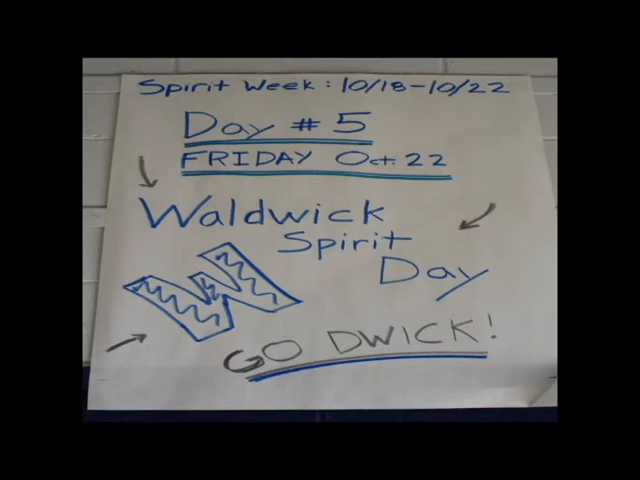 Spirit Week: 10/18-10/22
Day #5
FRIDAY Oct. 22
Waldwick
Spirit
Day
W
GO DWICK!